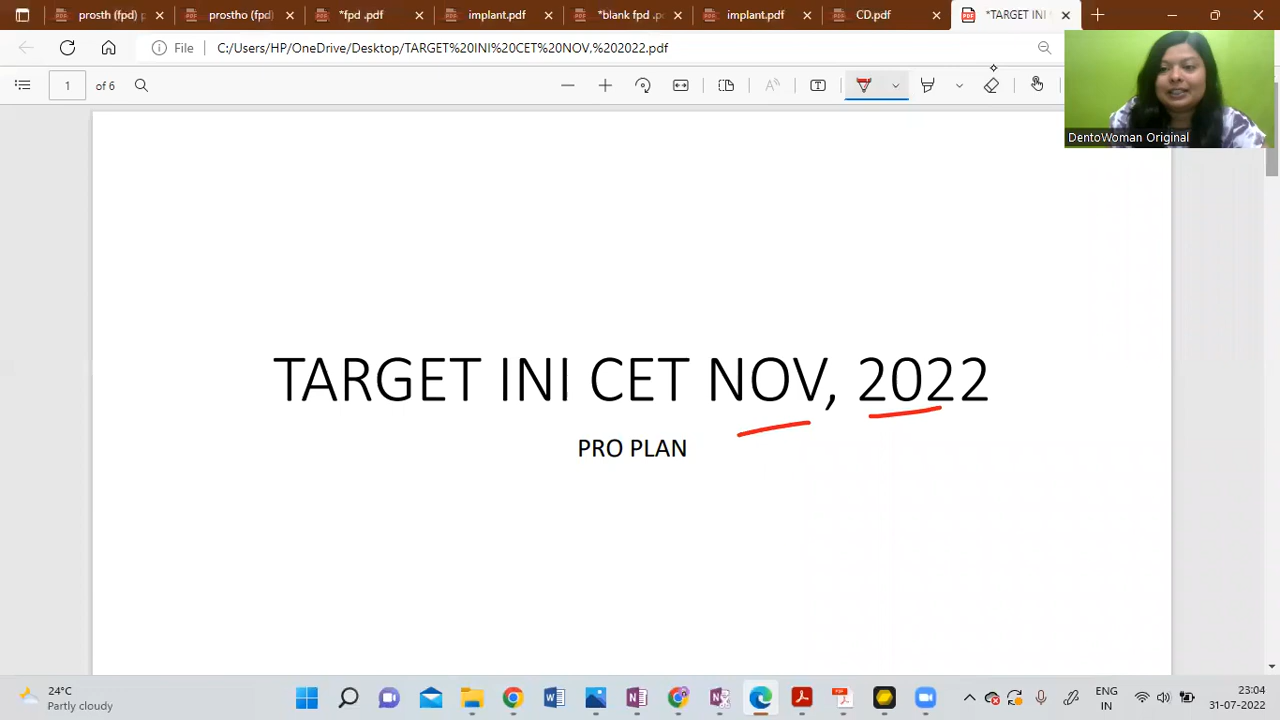 prosth (fpd)
prostho (fpd
*fpd .pdf
implant.pdf
*blank fpd .pr
implant.pdf
CD.pdf
*TARGET INI
File C:/Users/HP/OneDrive/Desktop/TARGET%20INI%20CET%20NOV,%202022.pdf
1 of 6
DentoWoman Original
TARGET INI CET NOV, 2022
PRO PLAN
24°C
Partly cloudy
ENG
IN
23:04
31-07-2022